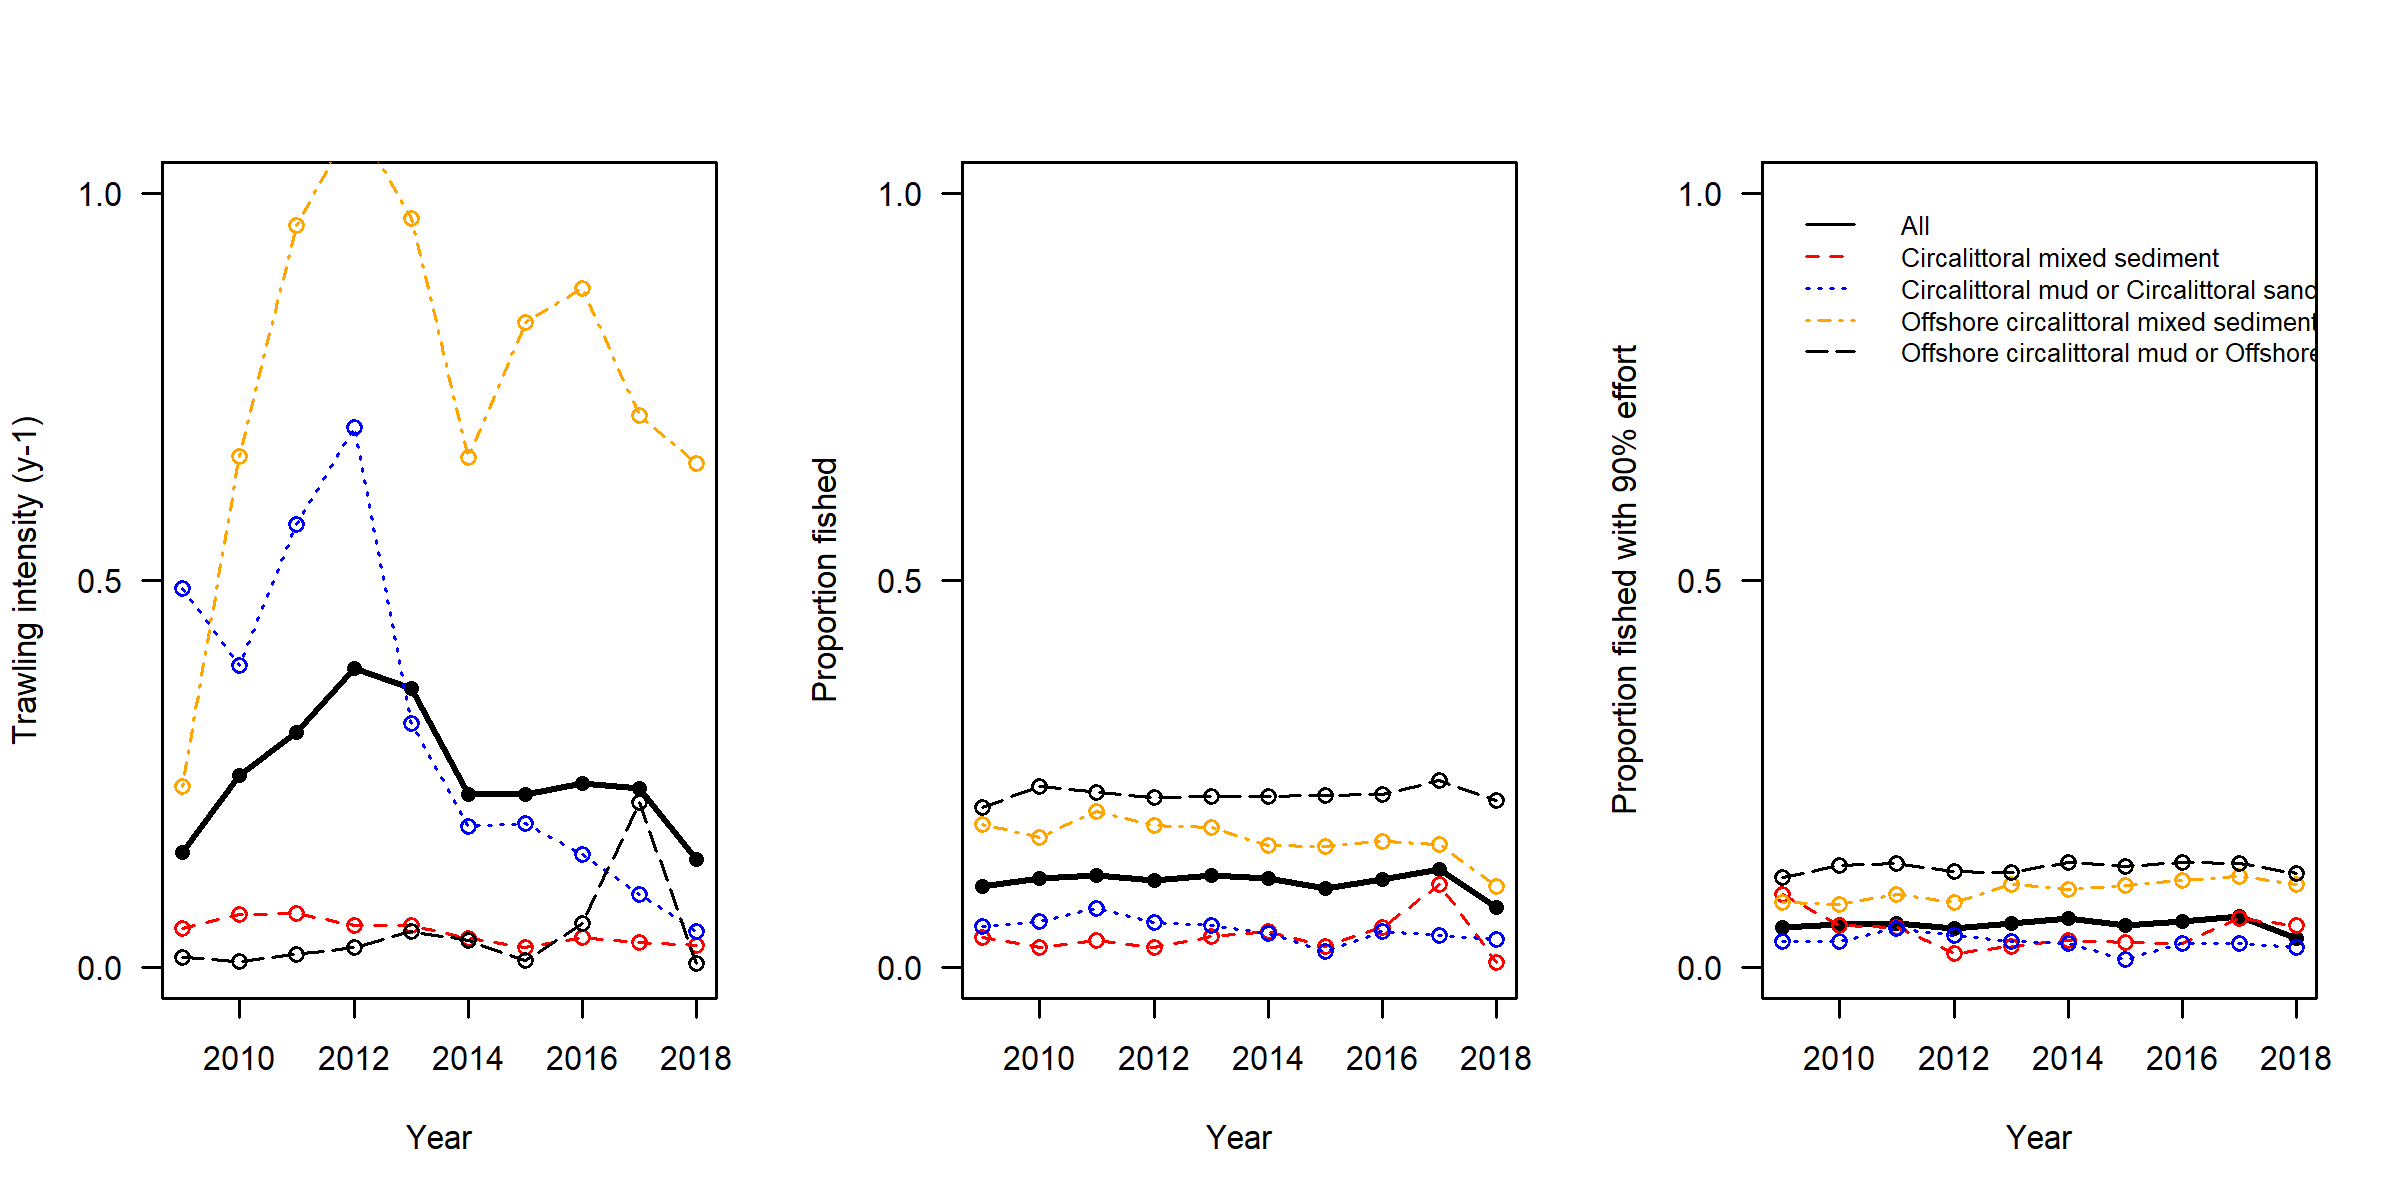 Trawling intensity (y-1)
1.0
0.5
0.0
2010 2012 2014 2016 2018
Year
Proportion fished
1.0
0.5
0.0
2010 2012 2014 2016 2018
Year
Proportion fished with 90% effort
1.0
0.5
0.0
All
Circalittoral mixed sediment
Circalittoral mud or Circalittoral sand
Offshore circalittoral mixed sediment
Offshore circalittoral mud or Offshore
2010 2012 2014 2016 2018
Year